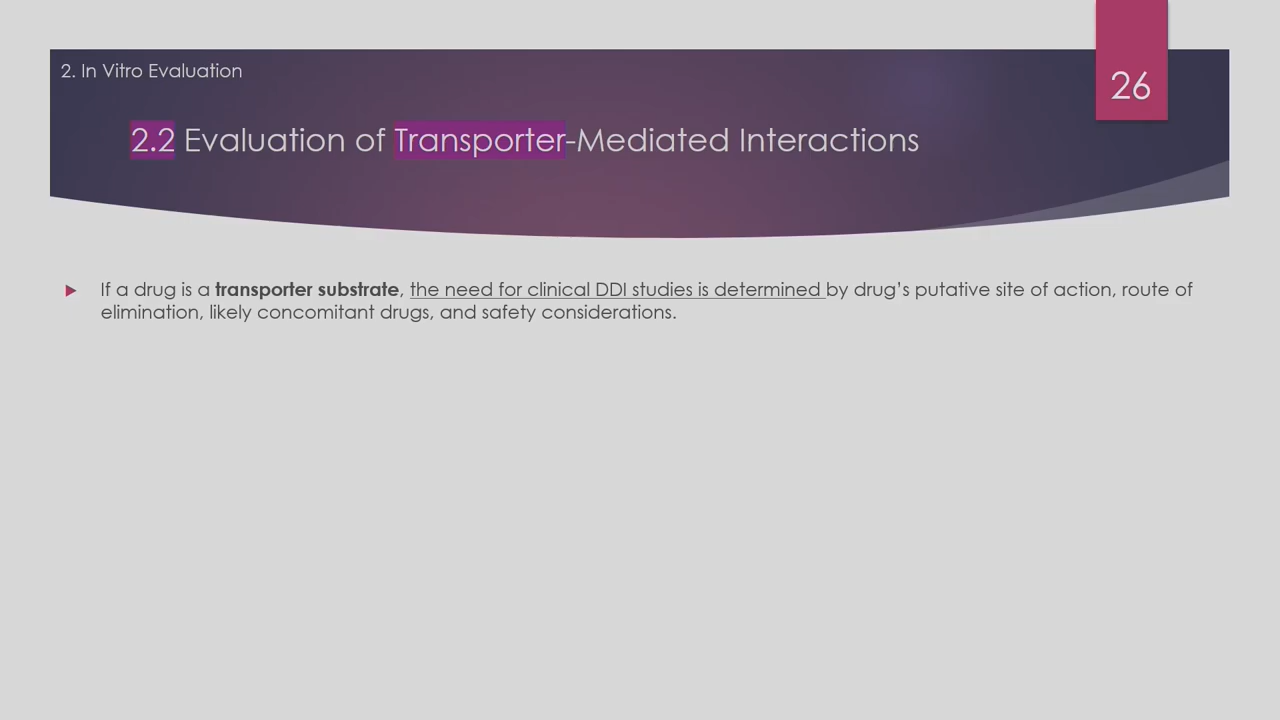 2. In Vitro Evaluation
26
2.2 Evaluation of Transporter-Mediated Interactions
If a drug is a transporter substrate, the need for clinical DDI studies is determined by drug’s putative site of action, route of
elimination, likely concomitant drugs, and safety considerations.